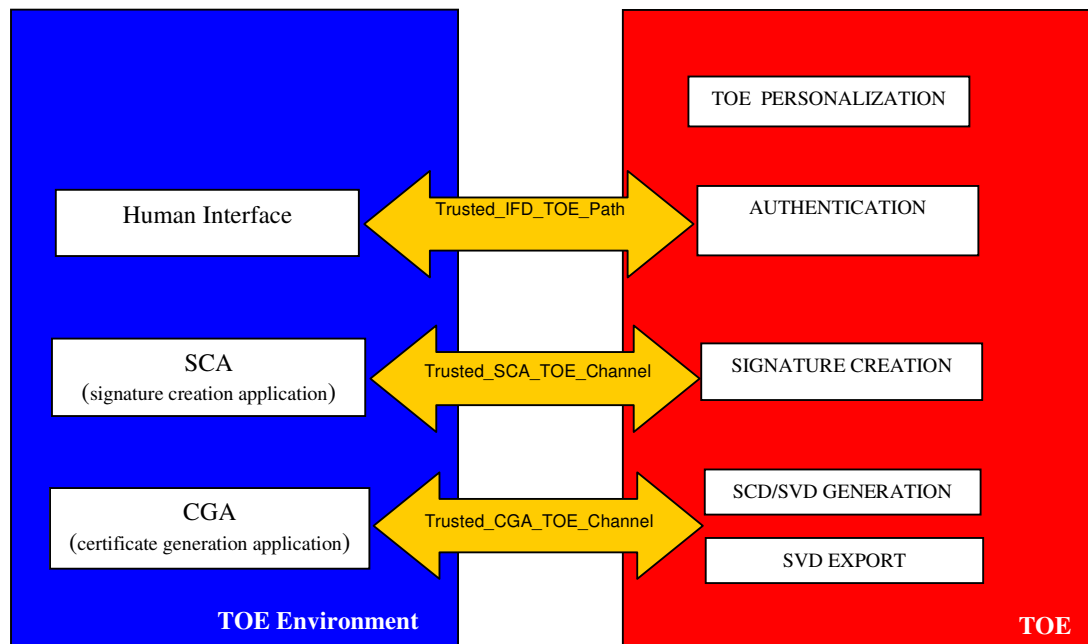 TOE PERSONALIZATION
Human Interface
Trusted_IFD_TOE_Path
AUTHENTICATION
SCA
(signature creation application)
Trusted_SCA_TOE_Channel
SIGNATURE CREATION
CGA
(certificate generation application)
Trusted_CGA_TOE_Channel
SCD/SVD GENERATION
SVD EXPORT
TOE Environment
TOE